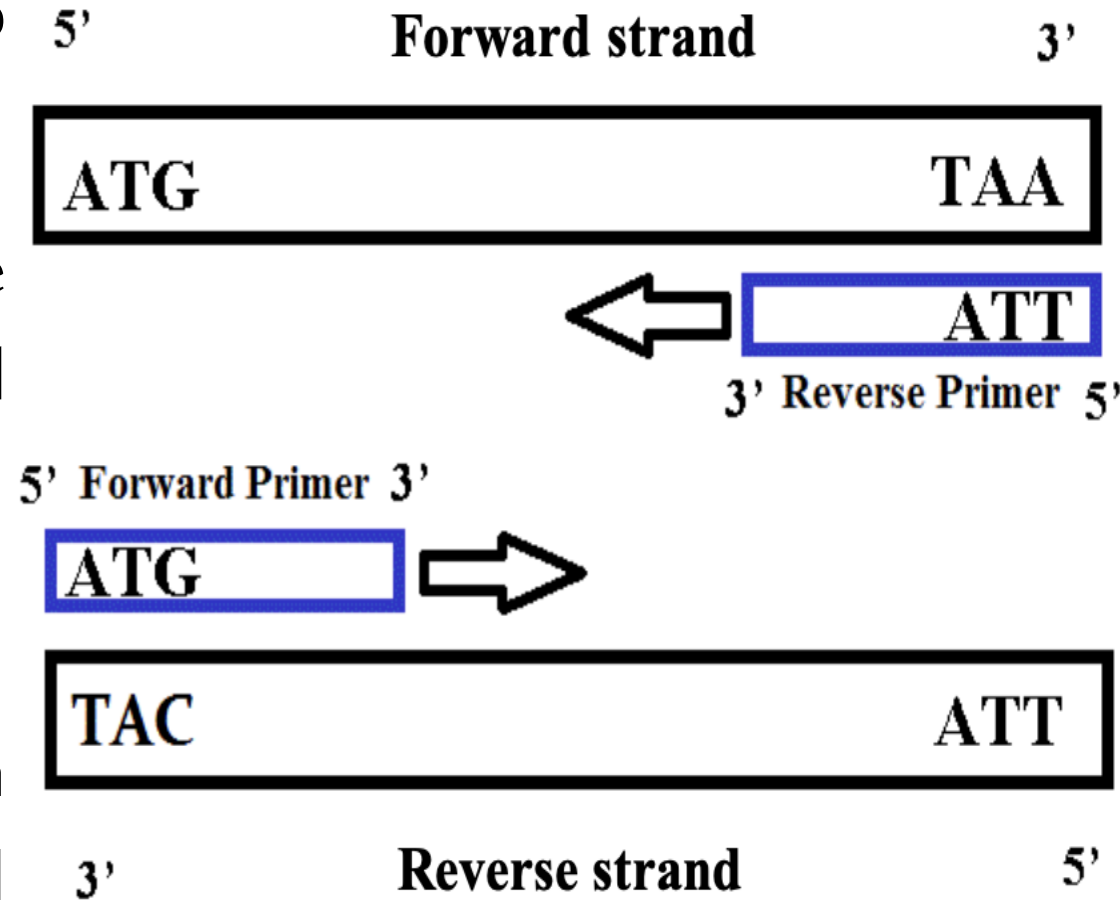 5’ Forward strand 3’
ATG TAA
ATT
3’ Reverse Primer 5’
5’ Forward Primer 3’
ATG
TAC ATT
3’ Reverse strand 5’